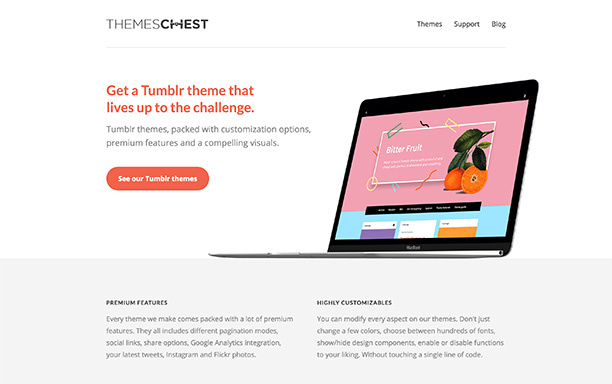 THEMESCHEST
Themes
Support
Blog
Get a Tumblr theme that
lives up to the challenge.
Tumblr themes, packed with customization options,
premium features and a compelling visuals.
See our Tumblr themes
Bitter Fruit
MacBook
PREMIUM FEATURES
Every theme we make comes packed with a lot of premium
features. They all includes different pagination modes,
social links, share options, Google Analytics integration,
your latest tweets, Instagram and Flickr photos.
HIGHLY CUSTOMIZABLES
You can modify every aspect on our themes. Don't just
change a few colors, choose between hundreds of fonts,
show/hide design components, enable or disable functions
to your liking. Without touching a single line of code.